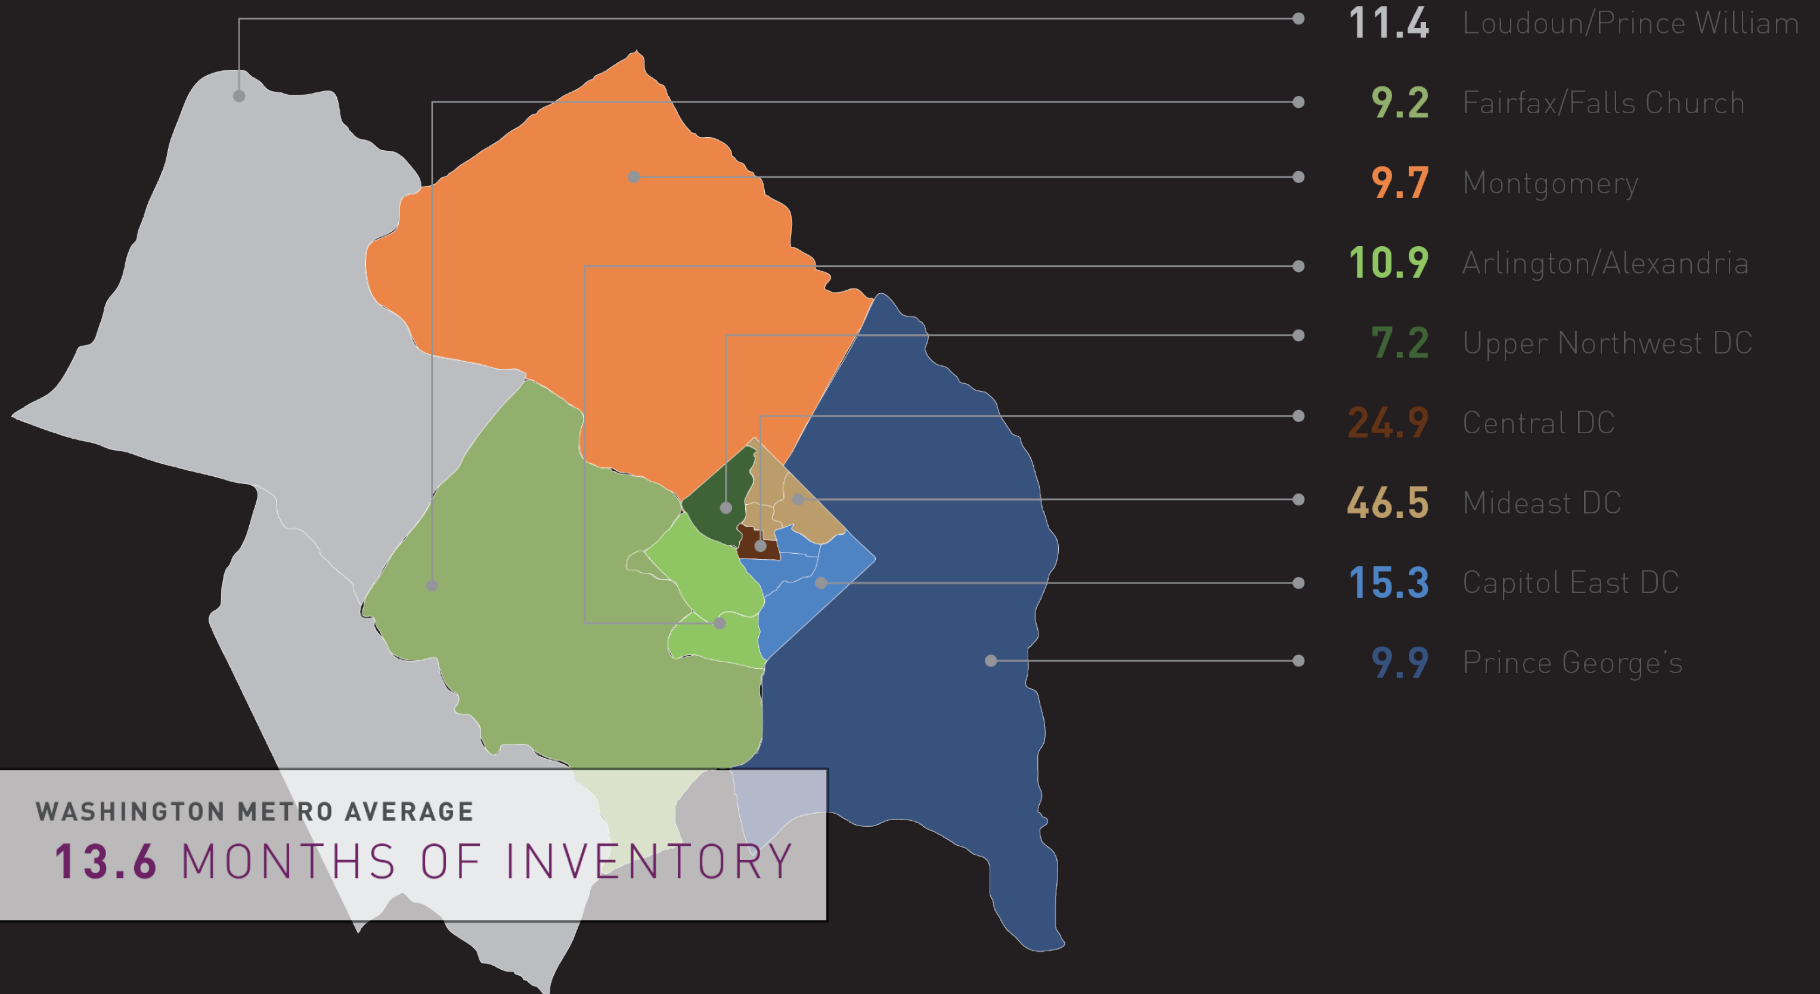 11.4 Loudoun/Prince William
9.2 Fairfax/Falls Church
9.7 Montgomery
10.9 Arlington/Alexandria
7.2 Upper Northwest DC
24.9 Central DC
46.5 Mideast DC
15.3 Capitol East DC
9.9 Prince George's
WASHINGTON METRO AVERAGE
13.6 MONTHS OF INVENTORY